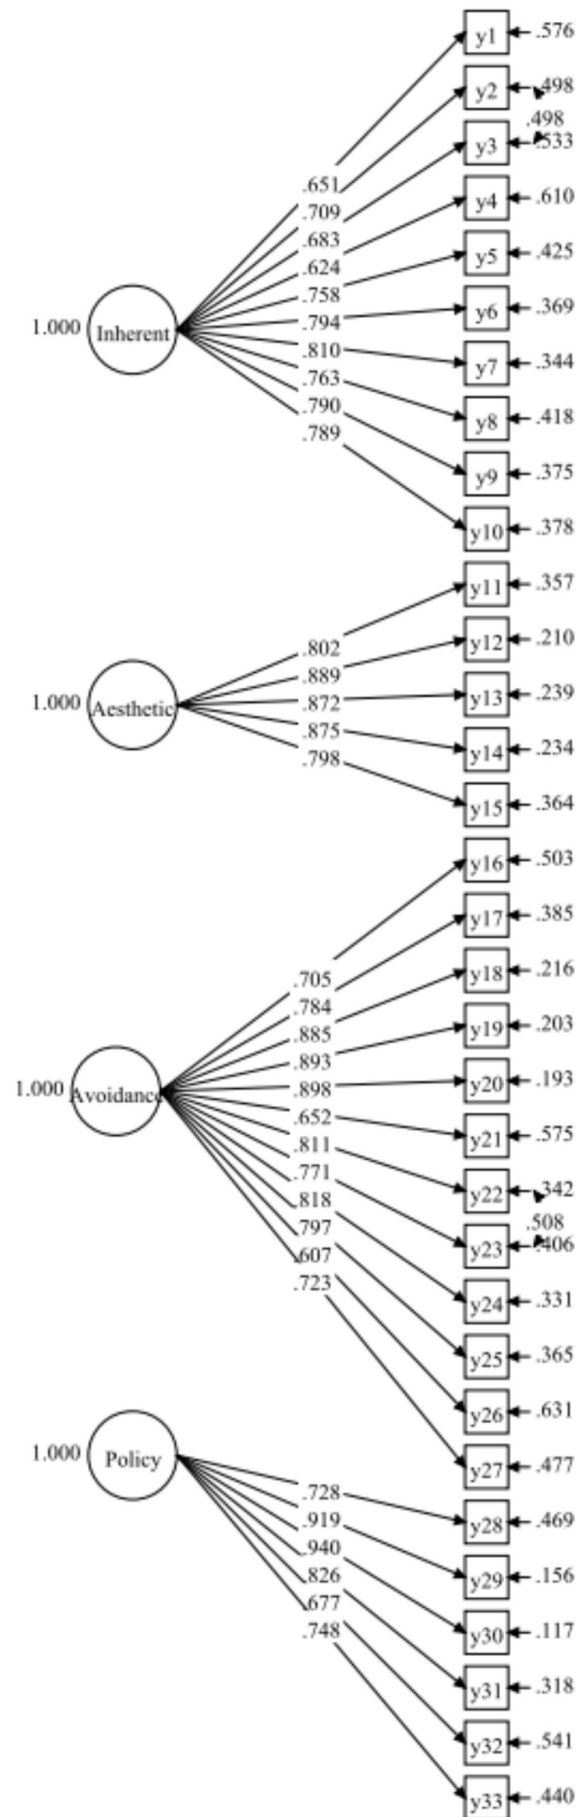 y1 .576
y2 .498
.498
y3 .533
.651
y4 .610
.709
.683
y5 .425
.624
.758
y6 .369
.794
1.000 Inherent
.810
y7 .344
.763
.790
y8 .418
.789
y9 .375
y10 .378
y11 .357
.802
y12 .210
.889
1.000 Aesthetic
.872
y13 .239
.875
y14 .234
.798
y15 .364
y16 .503
y17 .385
.705
y18 .216
.784
.885
y19 .203
.893
1.000 Avoidance
.898
y20 .193
.652
y21 .575
.811
.771
y22 .342
.818
.508
.797
y23 .406
.607
.723
y24 .331
y25 .365
y26 .631
1.000 Policy
y27 .477
.728
y28 .469
.919
.940
y29 .156
.826
.677
y30 .117
.748
y31 .318
y32 .541
y33 .440